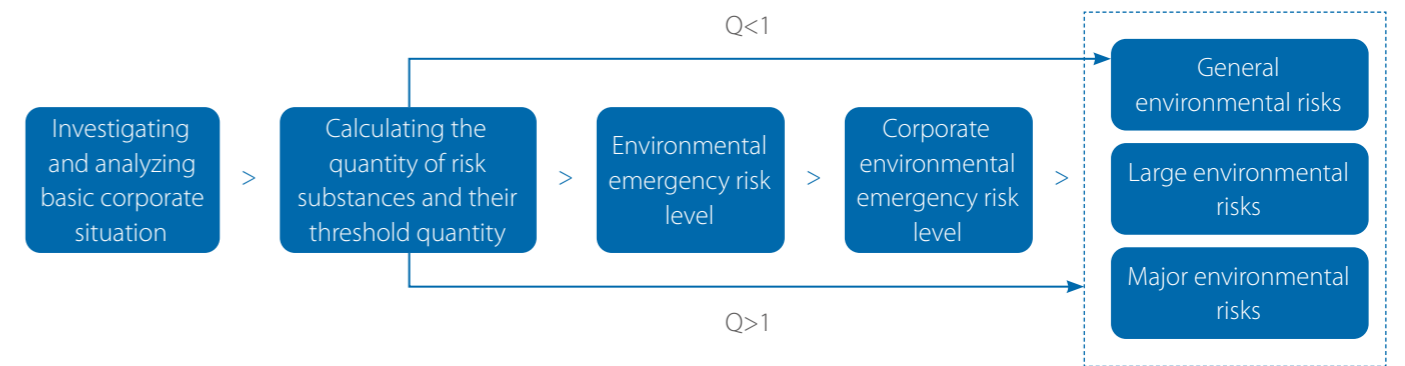 Q<1
Investigating
and analyzing
basic corporate
situation
>
Calculating the
quantity of risk
substances and their
threshold quantity
>
Environmental
emergency risk
level
>
Corporate
environmental
emergency risk
level
>
General
environmental risks
Large environmental
risks
Major environmental
risks
Q>1